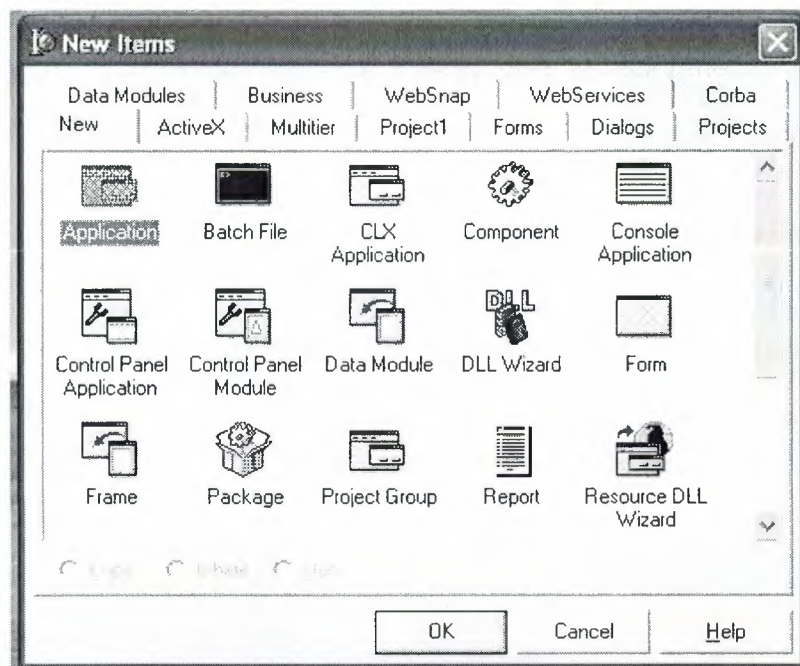 New Items
Data Modules Business WebSnap WebServices Corba
New ActiveX Multitier Project1 Forms Dialogs Projects
Application Batch File CLX Application Component Console Application
Control Panel Application Control Panel Module Data Module DLL Wizard Form
Frame Package Project Group Report Resource DLL Wizard
OK Cancel Help